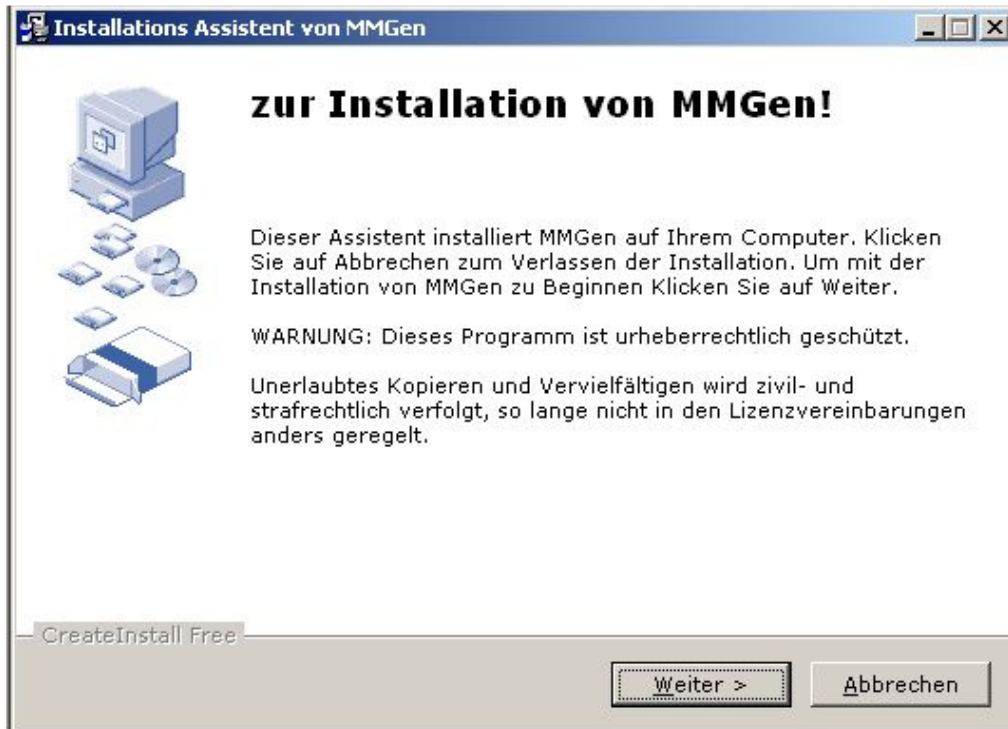 Installations Assistent von MMGen
zur Installation von MMGen!
Dieser Assistent installiert MMGen auf Ihrem Computer. Klicken
Sie auf Abbrechen zum Verlassen der Installation. Um mit der
Installation von MMGen zu Beginnen Klicken Sie auf Weiter.
WARNUNG: Dieses Programm ist urheberrechtlich geschützt.
Unerlaubtes Kopieren und Vervielfältigen wird zivil- und
strafrechtlich verfolgt, so lange nicht in den Lizenzvereinbarungen
anders geregelt.
CreateInstall Free
Weiter >
Abbrechen